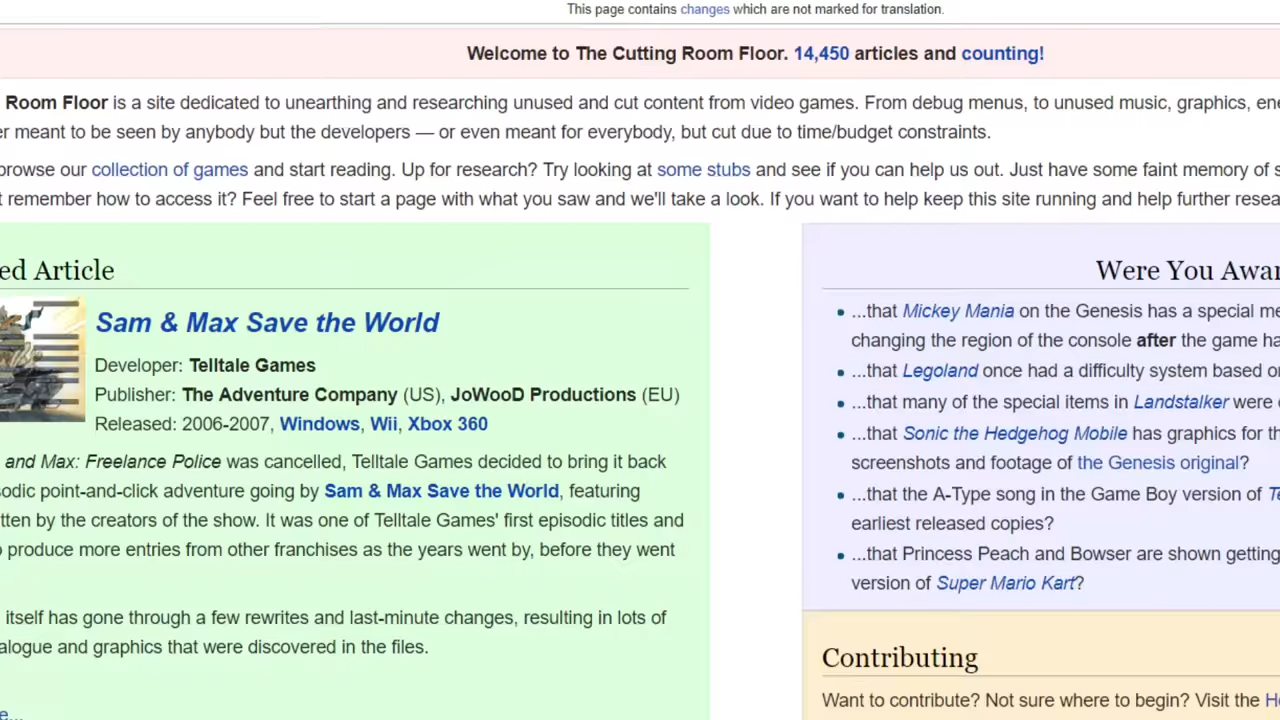 This page contains changes which are not marked for translation.
Welcome to The Cutting Room Floor. 14,450 articles and counting!
Room Floor is a site dedicated to unearthing and researching unused and cut content from video games. From debug menus, to unused music, graphics,
meant to be seen by anybody but the developers — or even meant for everybody, but cut due to time/budget constraints.
browse our collection of games and start reading. Up for research? Try looking at some stubs and see if you can help us out. Just have some faint memory of
remember how to access it? Feel free to start a page with what you saw and we'll take a look. If you want to help keep this site running and help further
ed Article
Sam & Max Save the World
Developer: Telltale Games
Publisher: The Adventure Company (US), JoWooD Productions (EU)
Released: 2006-2007, Windows, Wii, Xbox 360
and Max: Freelance Police was cancelled, Telltale Games decided to bring it back
sodic point-and-click adventure going by Sam & Max Save the World, featuring
tten by the creators of the show. It was one of Telltale Games' first episodic titles and
produce more entries from other franchises as the years went by, before they went
itself has gone through a few rewrites and last-minute changes, resulting in lots of
alogue and graphics that were discovered in the files.
Were You Awar
...that Mickey Mania on the Genesis has a special me
changing the region of the console after the game ha
...that Legoland once had a difficulty system based
...that many of the special items in Landstalker were
...that Sonic the Hedgehog Mobile has graphics for th
screenshots and footage of the Genesis original?
...that the A-Type song in the Game Boy version of Te
earliest released copies?
...that Princess Peach and Bowser are shown getting
version of Super Mario Kart?
Contributing
Want to contribute? Not sure where to begin? Visit the He